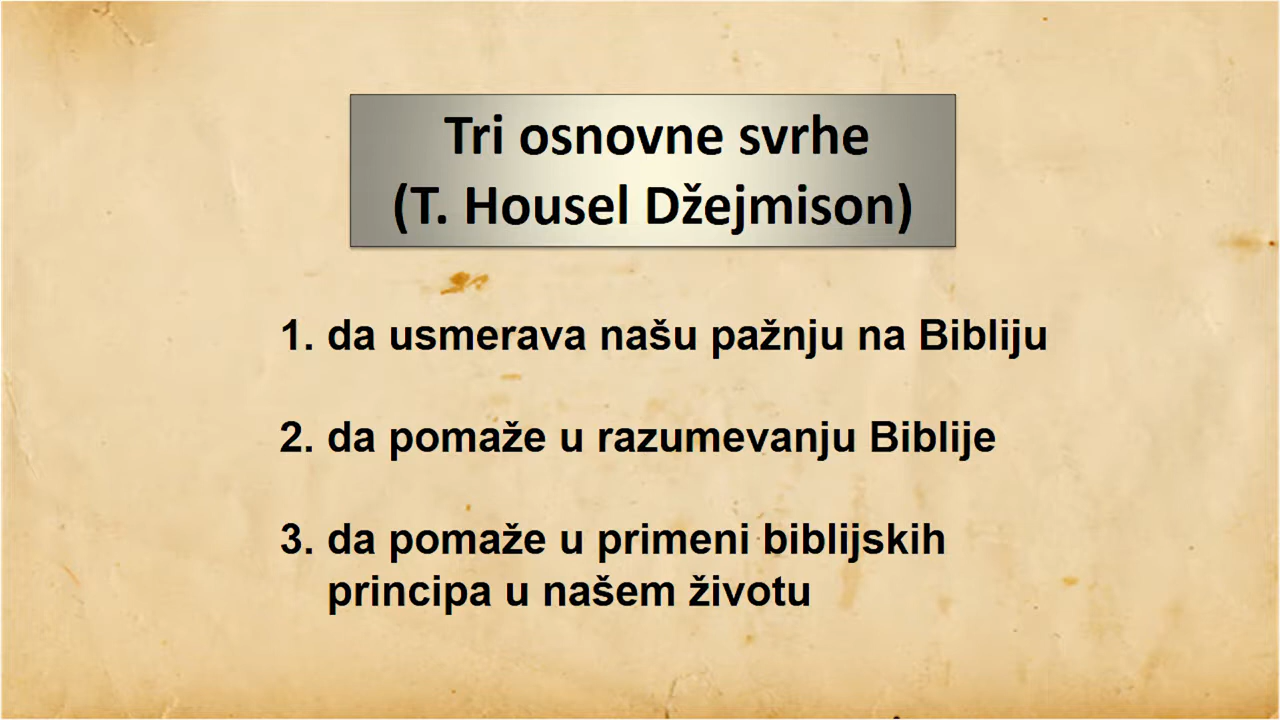 Tri osnovne svrhe
(T. Housel Džejmison)
1. da usmerava našu pažnju na Bibliju
2. da pomaže u razumevanju Biblije
3. da pomaže u primeni biblijskih
principa u našem životu